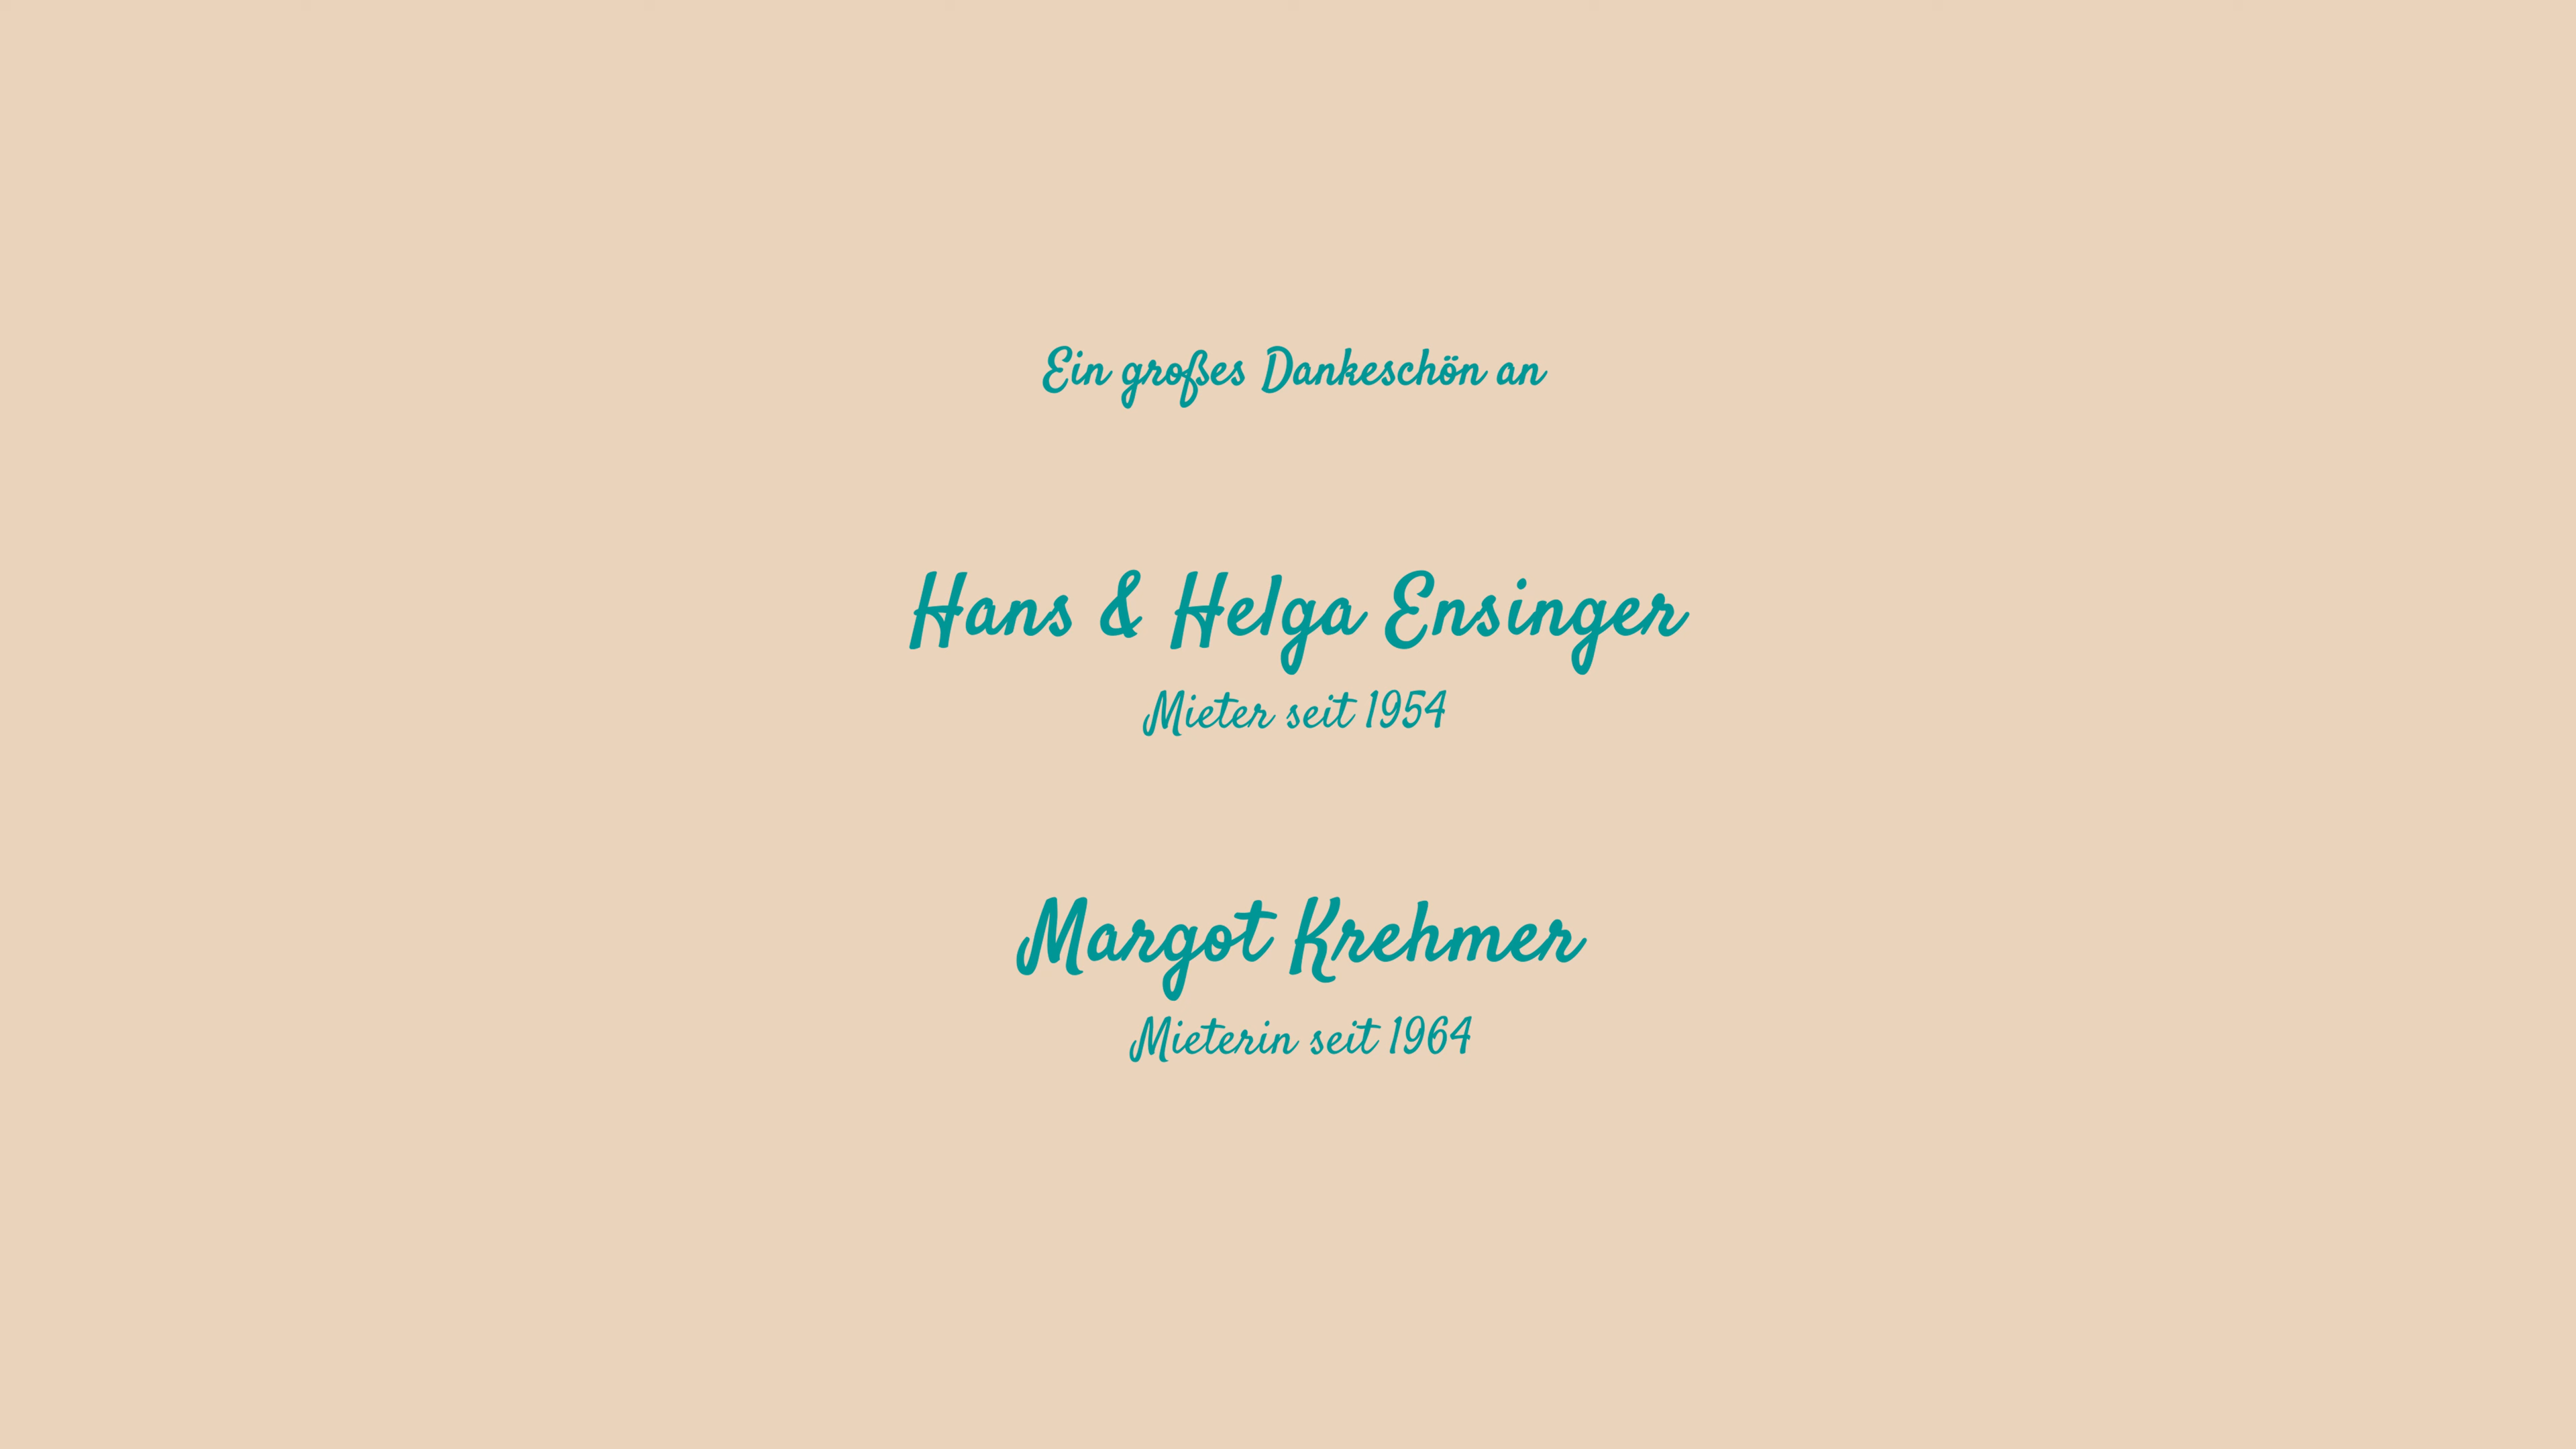 Ein großes Dankeschön an
Hans & Helga Ensinger
Mieter seit 1954
Margot Krehmer
Mieterin seit 1964